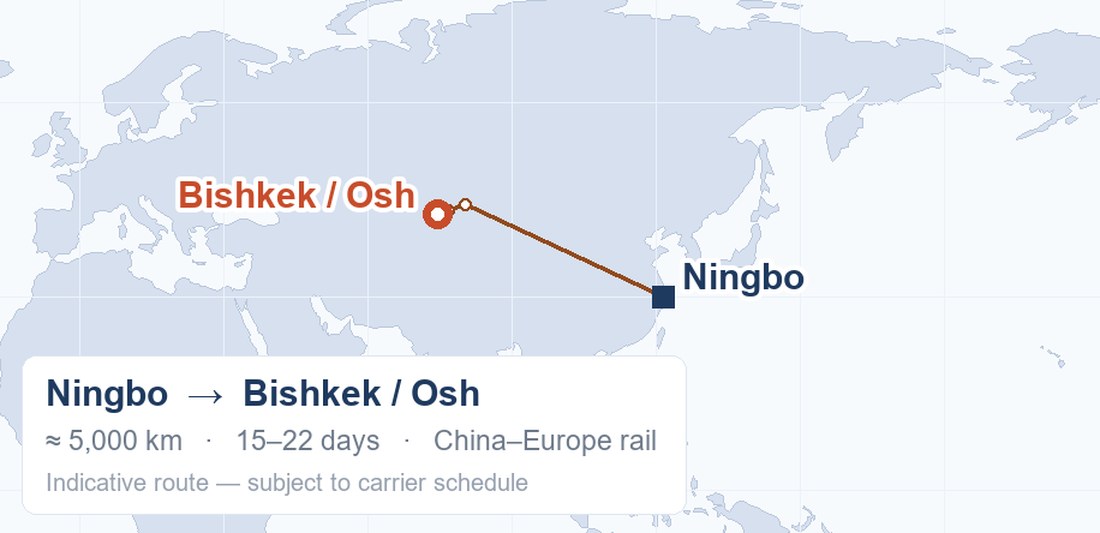 Bishkek / Osh
Ningbo
Ningbo → Bishkek / Osh
≈ 5,000 km · 15–22 days · China–Europe rail
Indicative route — subject to carrier schedule